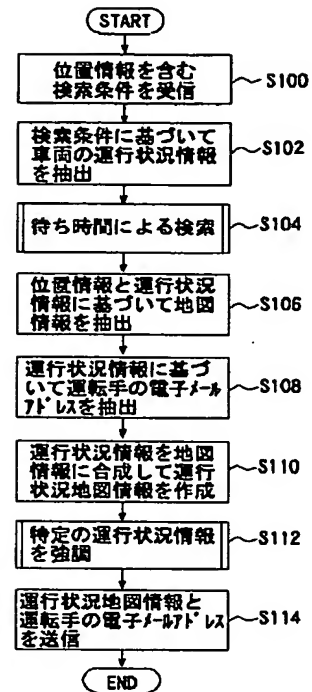 START
位置情報を含む
検索条件を受信
S100
検索条件に基づいて
車両の運行状況情報
を抽出
S102
待ち時間による検索
S104
位置情報と運行状況
情報に基づいて地図
情報を抽出
S106
運行状況情報に基づ
いて運転手の電子メール
アドレスを抽出
S108
運行状況情報を地図
情報に合成して運行
状況地図情報を作成
S110
特定の運行状況情報
を強調
S112
運行状況地図情報と
運転手の電子メールアドレス
を送信
S114
END